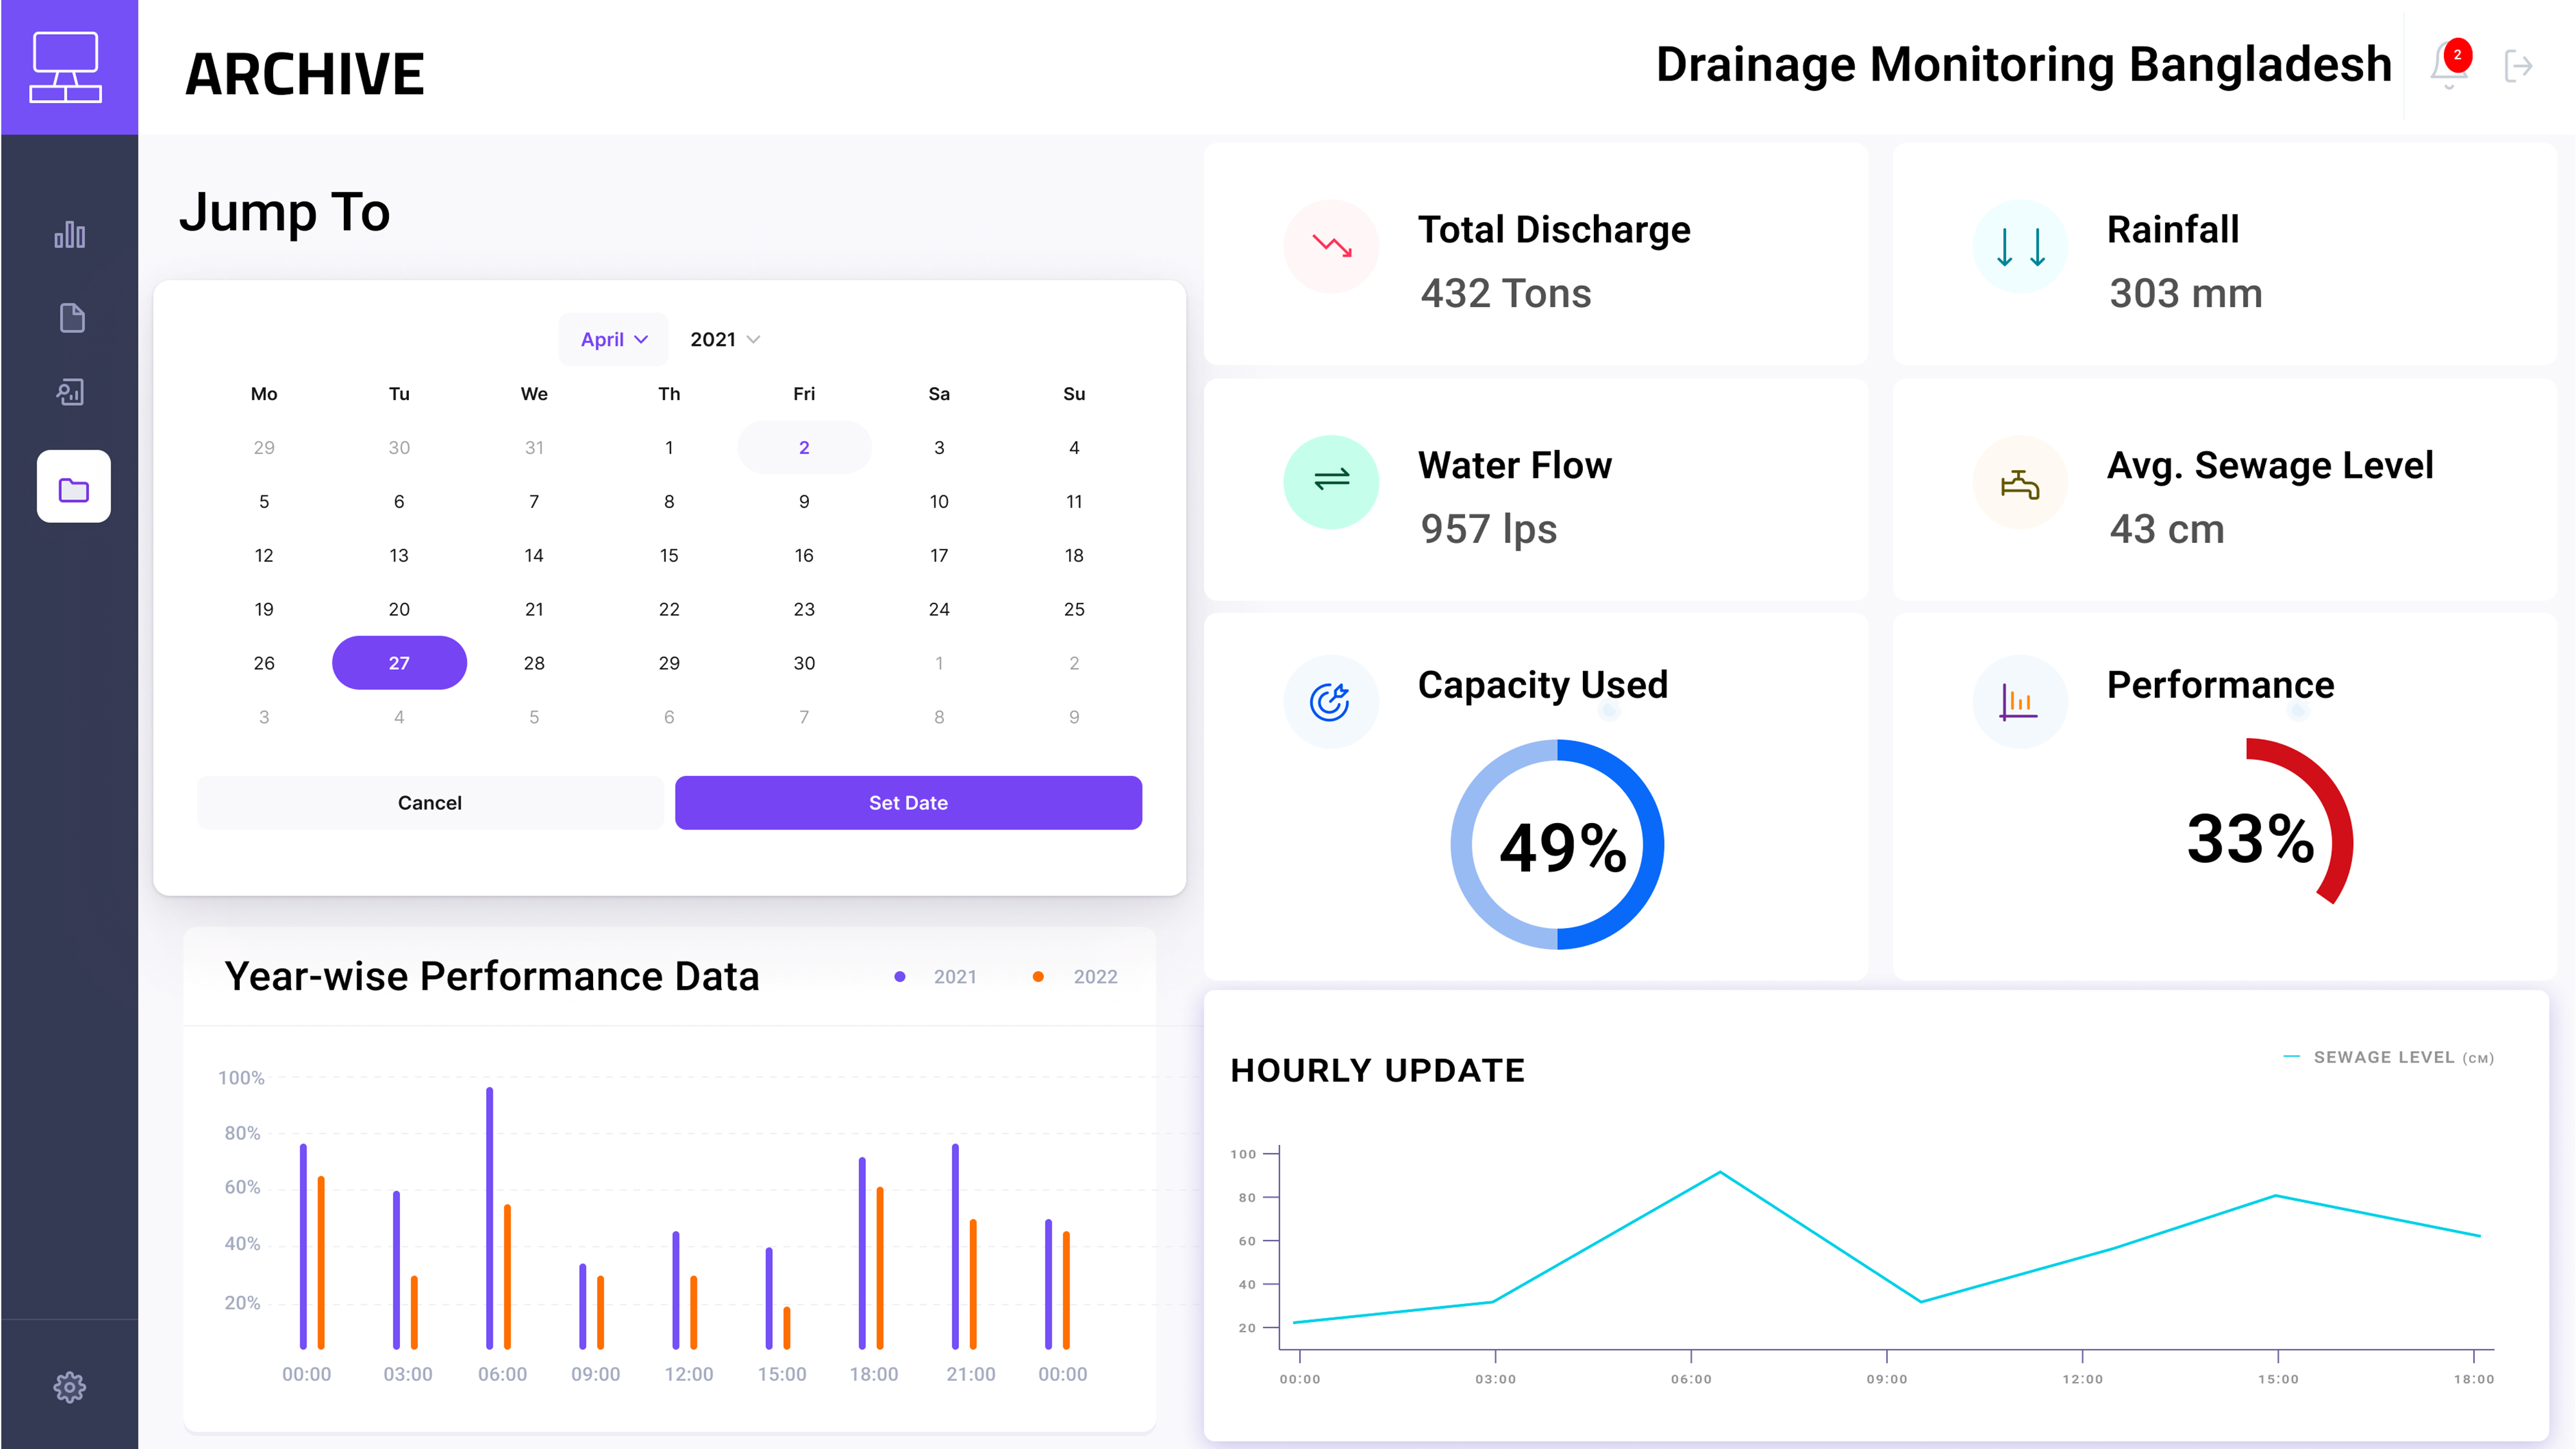 ARCHIVE
Drainage Monitoring Bangladesh
2
Jump To
April 2021
Mo Tu We Th Fri Sa Su
29 30 31 1 2 3 4
5 6 7 8 9 10 11
12 13 14 15 16 17 18
19 20 21 22 23 24 25
26 27 28 29 30 1 2
3 4 5 6 7 8 9
Cancel Set Date
Total Discharge
432 Tons
Rainfall
303 mm
Water Flow
957 lps
Avg. Sewage Level
43 cm
Capacity Used
49%
Performance
33%
Year-wise Performance Data
2021 2022
100%
80%
60%
40%
20%
00:00 03:00 06:00 09:00 12:00 15:00 18:00 21:00 00:00
HOURLY UPDATE
SEWAGE LEVEL (CM)
100
80
60
40
20
00:00 03:00 06:00 09:00 12:00 15:00 18:00